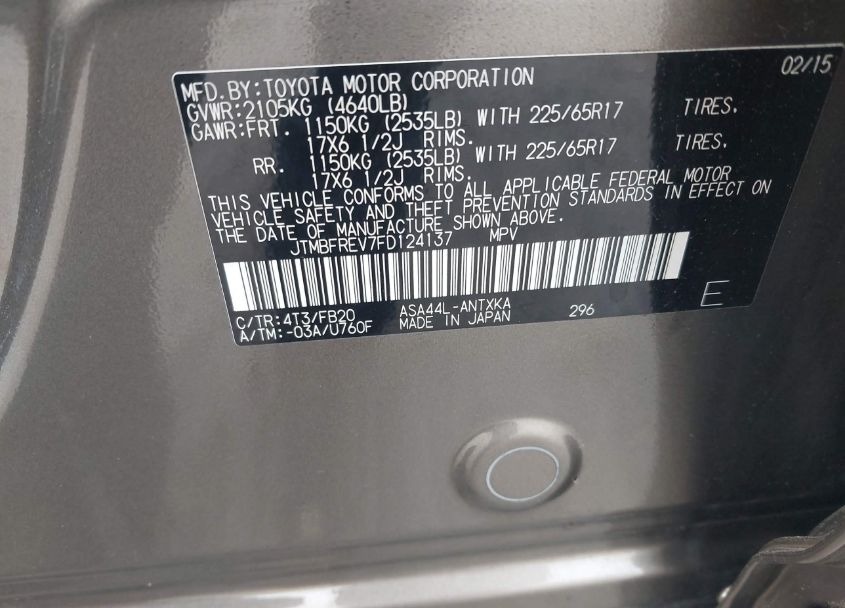 02/15
MFD.BY:TOYOTA MOTOR CORPORATION
GVWR:2105KG (4640LB)
GAWR:FRT. 1150KG (2535LB) WITH 225/65R17 TIRES.
17X6 1/2J RIMS.
RR. 1150KG (2535LB) WITH 225/65R17 TIRES.
17X6 1/2J RIMS.
THIS VEHICLE CONFORMS TO ALL APPLICABLE FEDERAL MOTOR
VEHICLE SAFETY AND THEFT PREVENTION STANDARDS IN EFFECT ON
THE DATE OF MANUFACTURE SHOWN ABOVE.
JTMBFREV7FD124137 MPV
C/TR:4T3/FB20 ASA44L-ANTXKA 296 E
A/TM:-03A/U760F MADE IN JAPAN